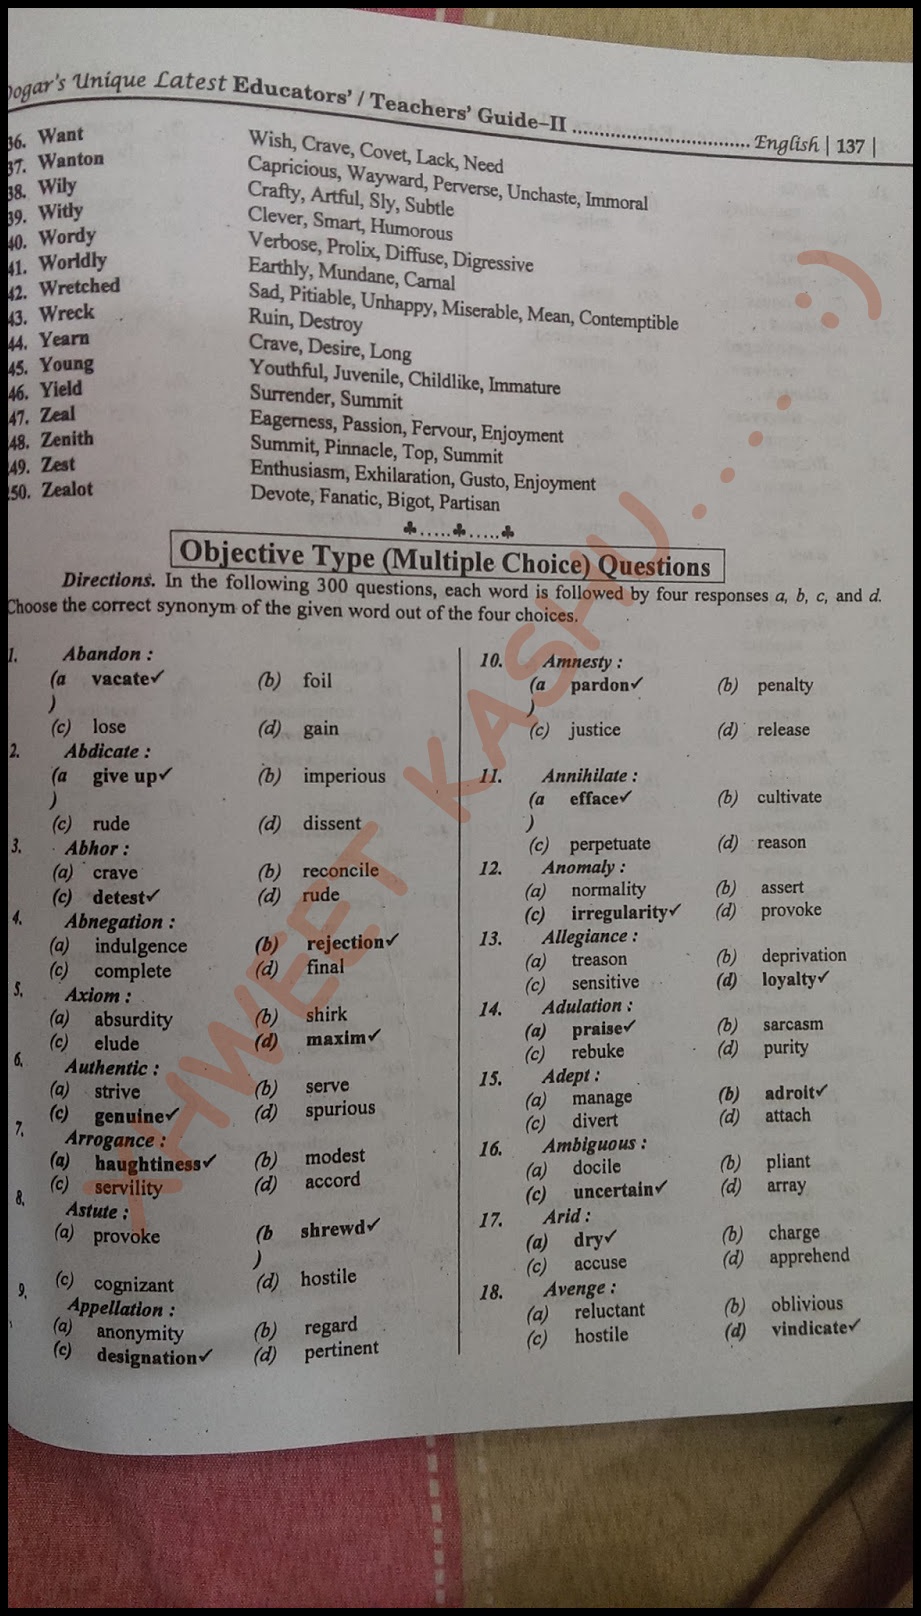 Dogar's Unique Latest Educators' / Teachers' Guide–II ................................ English | 137 |
36. Want Wish, Crave, Covet, Lack, Need
37. Wanton Capricious, Wayward, Perverse, Unchaste, Immoral
38. Wily Crafty, Artful, Sly, Subtle
39. Witly Clever, Smart, Humorous
40. Wordy Verbose, Prolix, Diffuse, Digressive
41. Worldly Earthly, Mundane, Carnal
42. Wretched Sad, Pitiable, Unhappy, Miserable, Mean, Contemptible
43. Wreck Ruin, Destroy
44. Yearn Crave, Desire, Long
45. Young Youthful, Juvenile, Childlike, Immature
46. Yield Surrender, Summit
47. Zeal Eagerness, Passion, Fervour, Enjoyment
48. Zenith Summit, Pinnacle, Top, Summit
49. Zest Enthusiasm, Exhilaration, Gusto, Enjoyment
50. Zealot Devote, Fanatic, Bigot, Partisan
♣.....♣.....♣
Objective Type (Multiple Choice) Questions
Directions. In the following 300 questions, each word is followed by four responses a, b, c, and d.
Choose the correct synonym of the given word out of the four choices.
1. Abandon :
(a) vacate✓ (b) foil
(c) lose (d) gain
2. Abdicate :
(a) give up✓ (b) imperious
(c) rude (d) dissent
3. Abhor :
(a) crave (b) reconcile
(c) detest✓ (d) rude
4. Abnegation :
(a) indulgence (b) rejection✓
(c) complete (d) final
5. Axiom :
(a) absurdity (b) shirk
(c) elude (d) maxim✓
6. Authentic :
(a) strive (b) serve
(c) genuine✓ (d) spurious
7. Arrogance :
(a) haughtiness✓ (b) modest
(c) servility (d) accord
8. Astute :
(a) provoke (b) shrewd✓
(c) cognizant (d) hostile
9. Appellation :
(a) anonymity (b) regard
(c) designation✓ (d) pertinent
10. Amnesty :
(a) pardon✓ (b) penalty
(c) justice (d) release
11. Annihilate :
(a) efface✓ (b) cultivate
(c) perpetuate (d) reason
12. Anomaly :
(a) normality (b) assert
(c) irregularity✓ (d) provoke
13. Allegiance :
(a) treason (b) deprivation
(c) sensitive (d) loyalty✓
14. Adulation :
(a) praise✓ (b) sarcasm
(c) rebuke (d) purity
15. Adept :
(a) manage (b) adroit✓
(c) divert (d) attach
16. Ambiguous :
(a) docile (b) pliant
(c) uncertain✓ (d) array
17. Arid :
(a) dry✓ (b) charge
(c) accuse (d) apprehend
18. Avenge :
(a) reluctant (b) oblivious
(c) hostile (d) vindicate✓
XHWEET KASHU.....:)